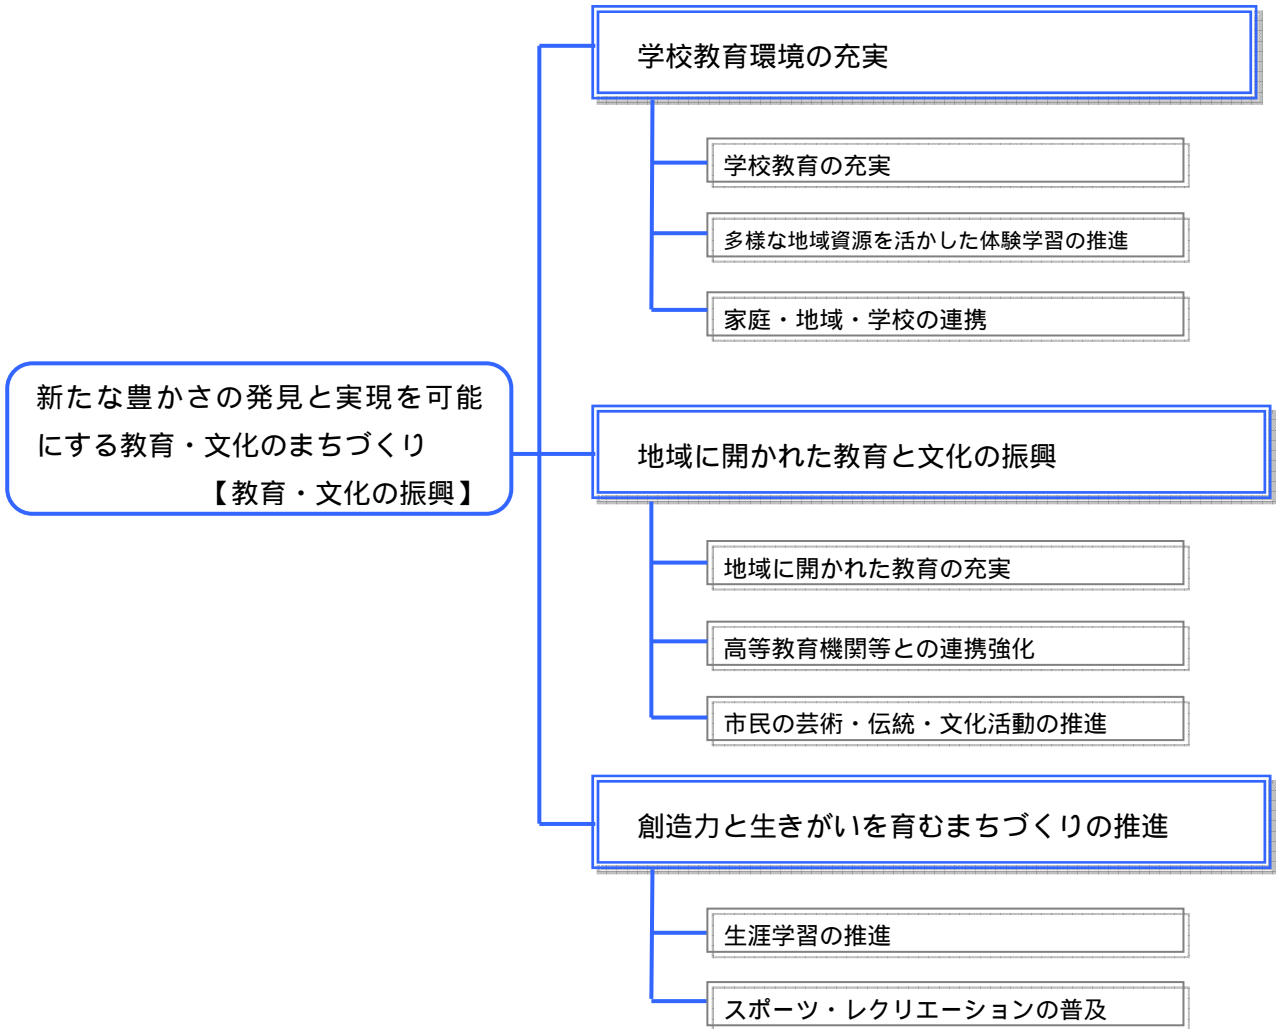 学校教育環境の充実
学校教育の充実
多様な地域資源を活かした体験学習の推進
家庭・地域・学校の連携
新たな豊かさの発見と実現を可能
にする教育・文化のまちづくり
【教育・文化の振興】
地域に開かれた教育と文化の振興
地域に開かれた教育の充実
高等教育機関等との連携強化
市民の芸術・伝統・文化活動の推進
創造力と生きがいを育むまちづくりの推進
生涯学習の推進
スポーツ・レクリエーションの普及